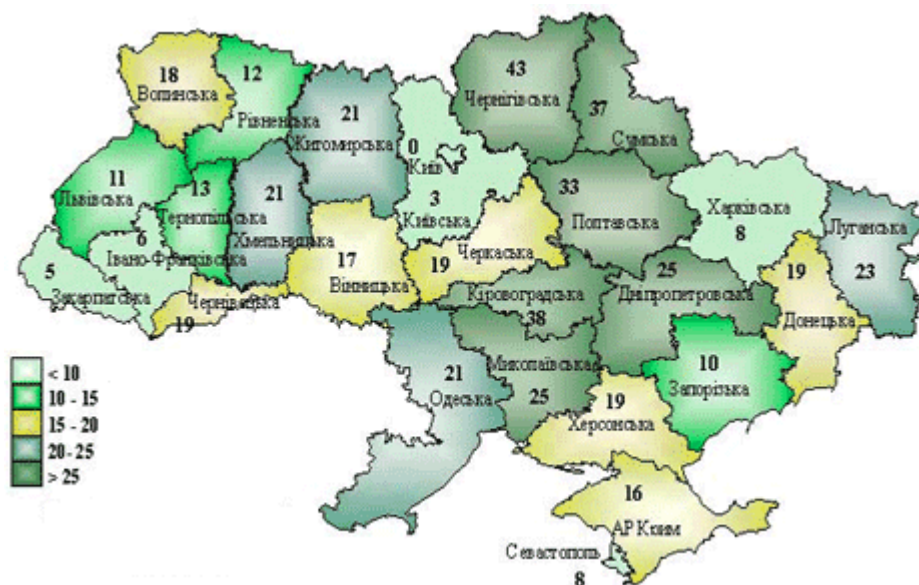 18
Волинська
12
Рівненська
21
Житомирська
0
Київ
3
Київська
43
Чернігівська
37
Сумська
11
Львівська
13
Тернопільська
21
Хмельницька
33
Полтавська
Харківська
8
Луганська
23
6
Івано-Франківська
5
Закарпатська
19
Чернівецька
17
Вінницька
19
Черкаська
Кіровоградська
38
25
Дніпропетровська
19
Донецька
21
Одеська
Миколаївська
25
19
Херсонська
10
Запорізька
16
АР Крим
Севастополь
8
< 10
10 - 15
15 - 20
20 - 25
> 25